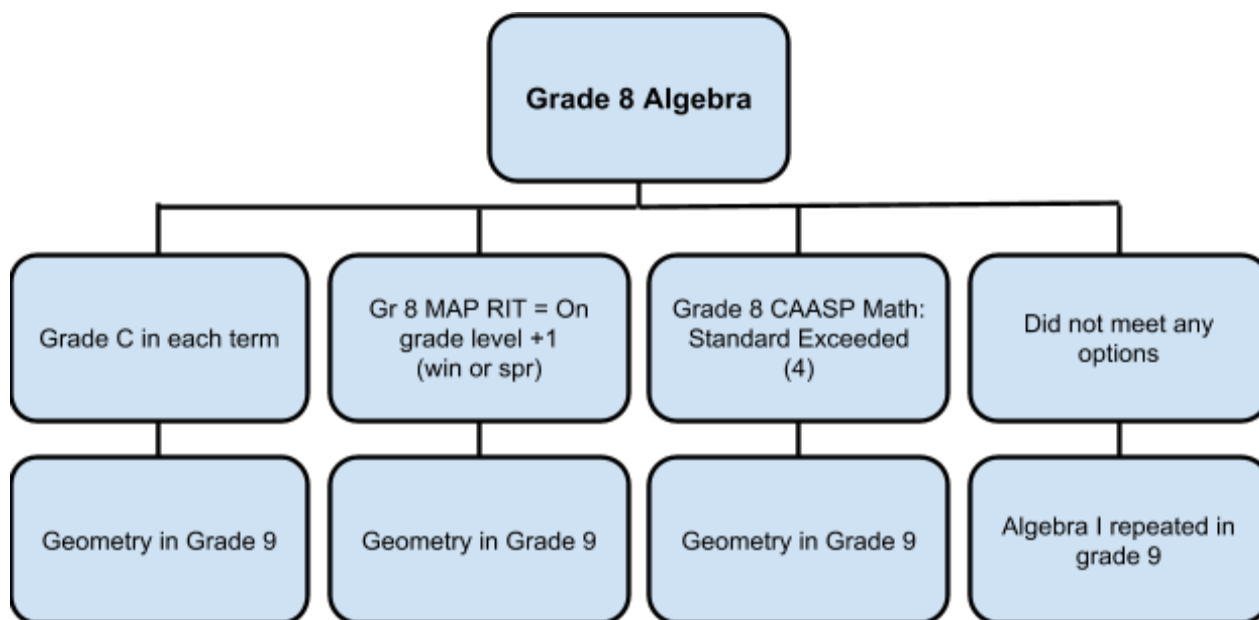 Grade 8 Algebra
Grade C in each term
Gr 8 MAP RIT = On
grade level +1
(win or spr)
Grade 8 CAASP Math:
Standard Exceeded
(4)
Did not meet any
options
Geometry in Grade 9
Geometry in Grade 9
Geometry in Grade 9
Algebra I repeated in
grade 9